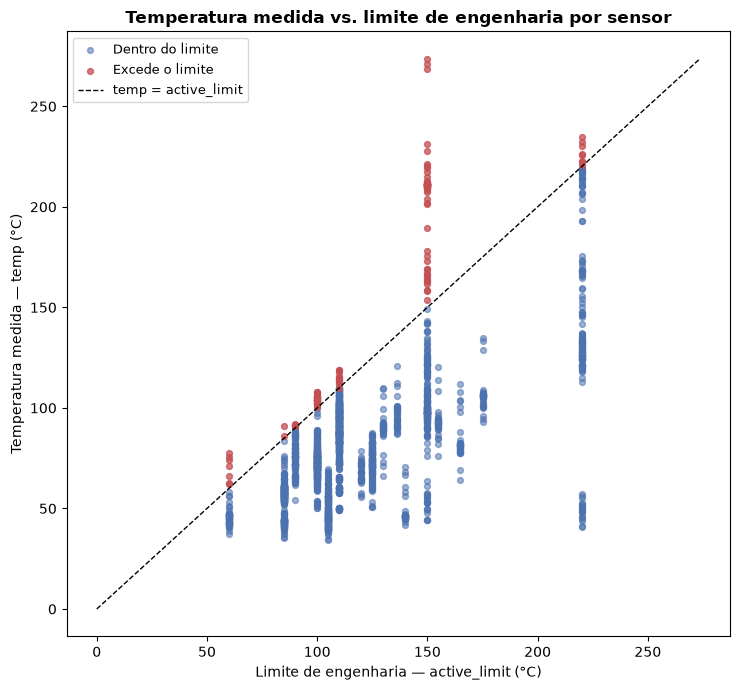 Temperatura medida vs. limite de engenharia por sensor
Dentro do limite
Excede o limite
temp = active_limit
Temperatura medida — temp (°C)
250
200
150
100
50
0
0 50 100 150 200 250
Limite de engenharia — active_limit (°C)